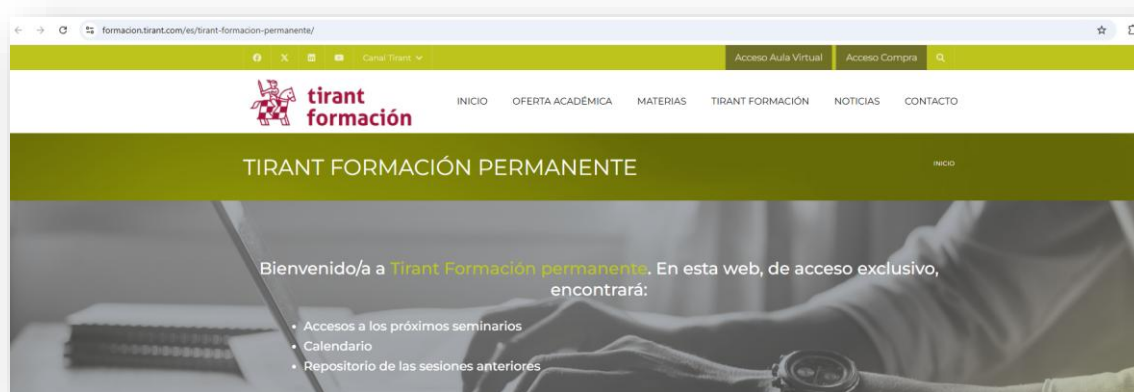 formacion.tirant.com/es/tirant-formacion-permanente/
Canal Tirant
Acceso Aula Virtual
Acceso Compra
tirant
formación
INICIO
OFERTA ACADÉMICA
MATERIAS
TIRANT FORMACIÓN
NOTICIAS
CONTACTO
TIRANT FORMACIÓN PERMANENTE
INICIO
Bienvenido/a a Tirant Formación permanente. En esta web, de acceso exclusivo,
encontrará:
• Accesos a los próximos seminarios
• Calendario
• Repositorio de las sesiones anteriores